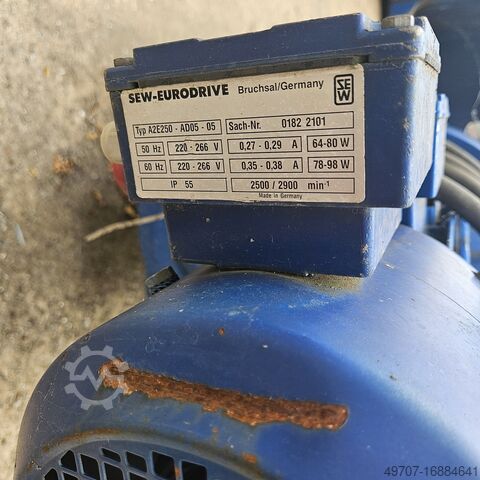 SEW-EURODRIVE Bruchsal/Germany SEW
Typ A2E250 - AD05 - 05 Sach-Nr. 0182 2101
50 Hz 220 - 266 V 0,27 - 0,29 A 64-80 W
60 Hz 220 - 266 V 0,35 - 0,38 A 78-98 W
IP 55 2500 / 2900 min-1
Made in Germany
49707-16884641